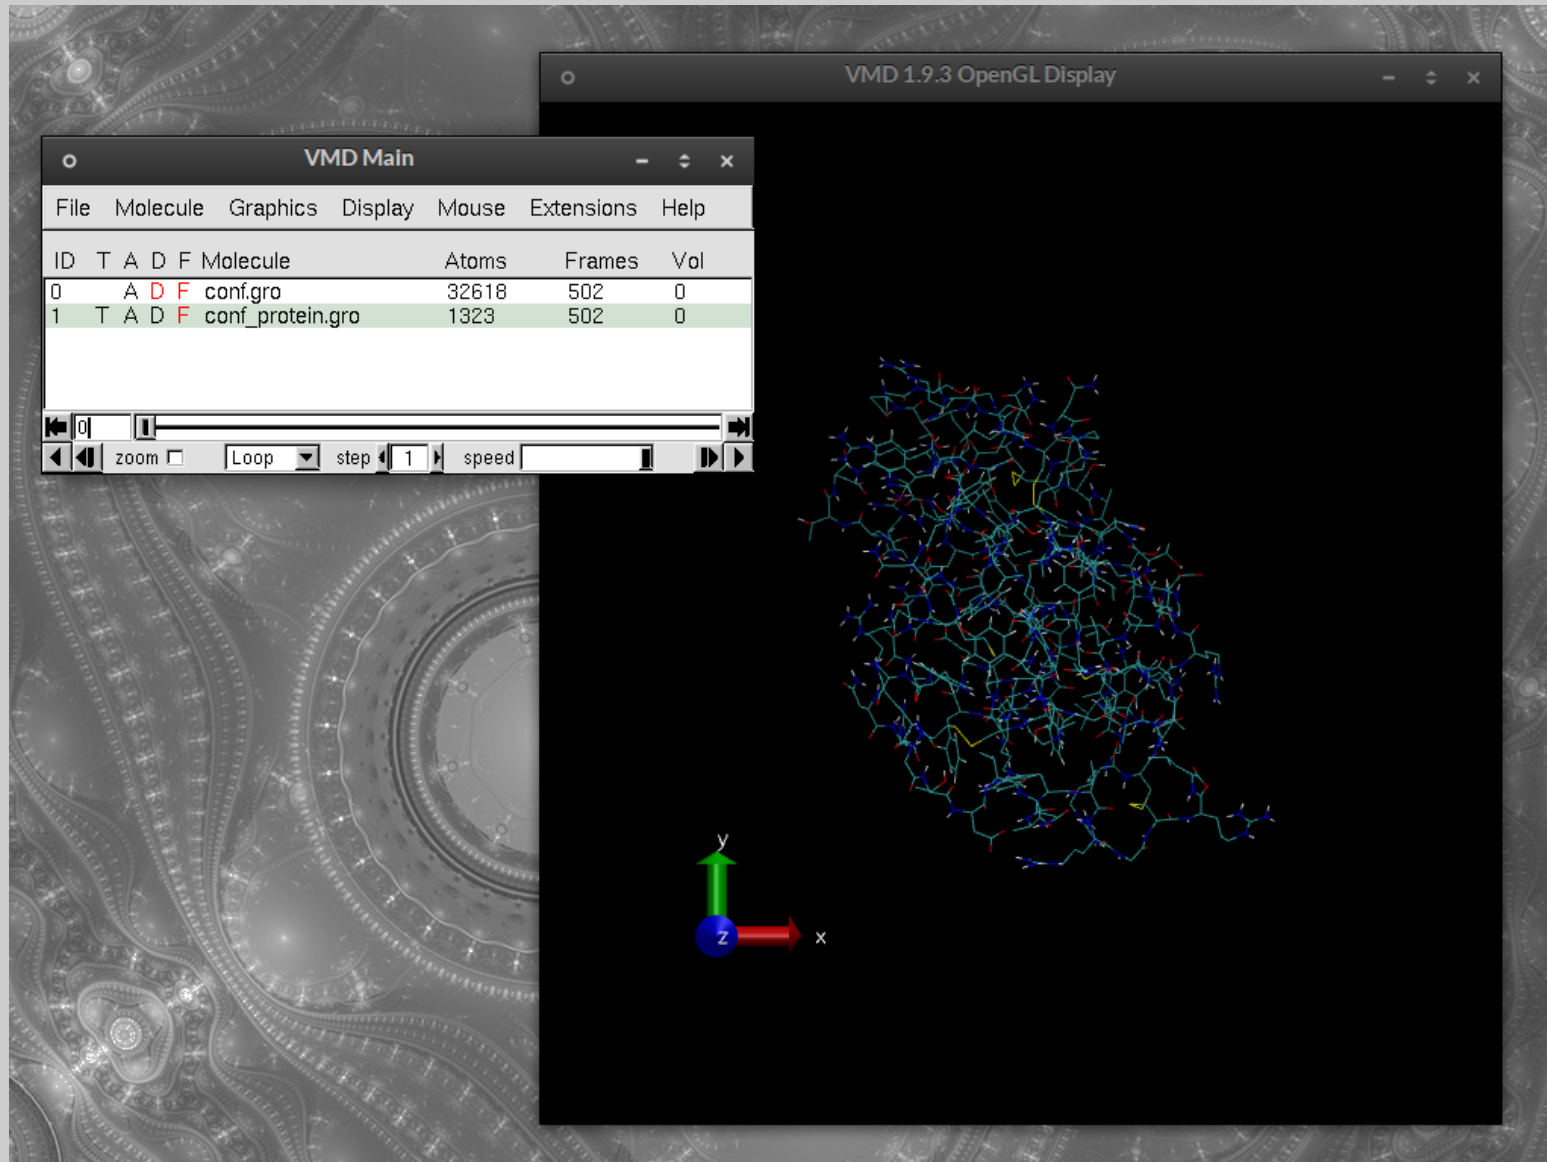 VMD 1.9.3 OpenGL Display
VMD Main
File Molecule Graphics Display Mouse Extensions Help
ID T A D F Molecule Atoms Frames Vol
0 A D F conf.gro 32618 502 0
1 T A D F conf_protein.gro 1323 502 0
0
zoom Loop step 1 speed
y
z x